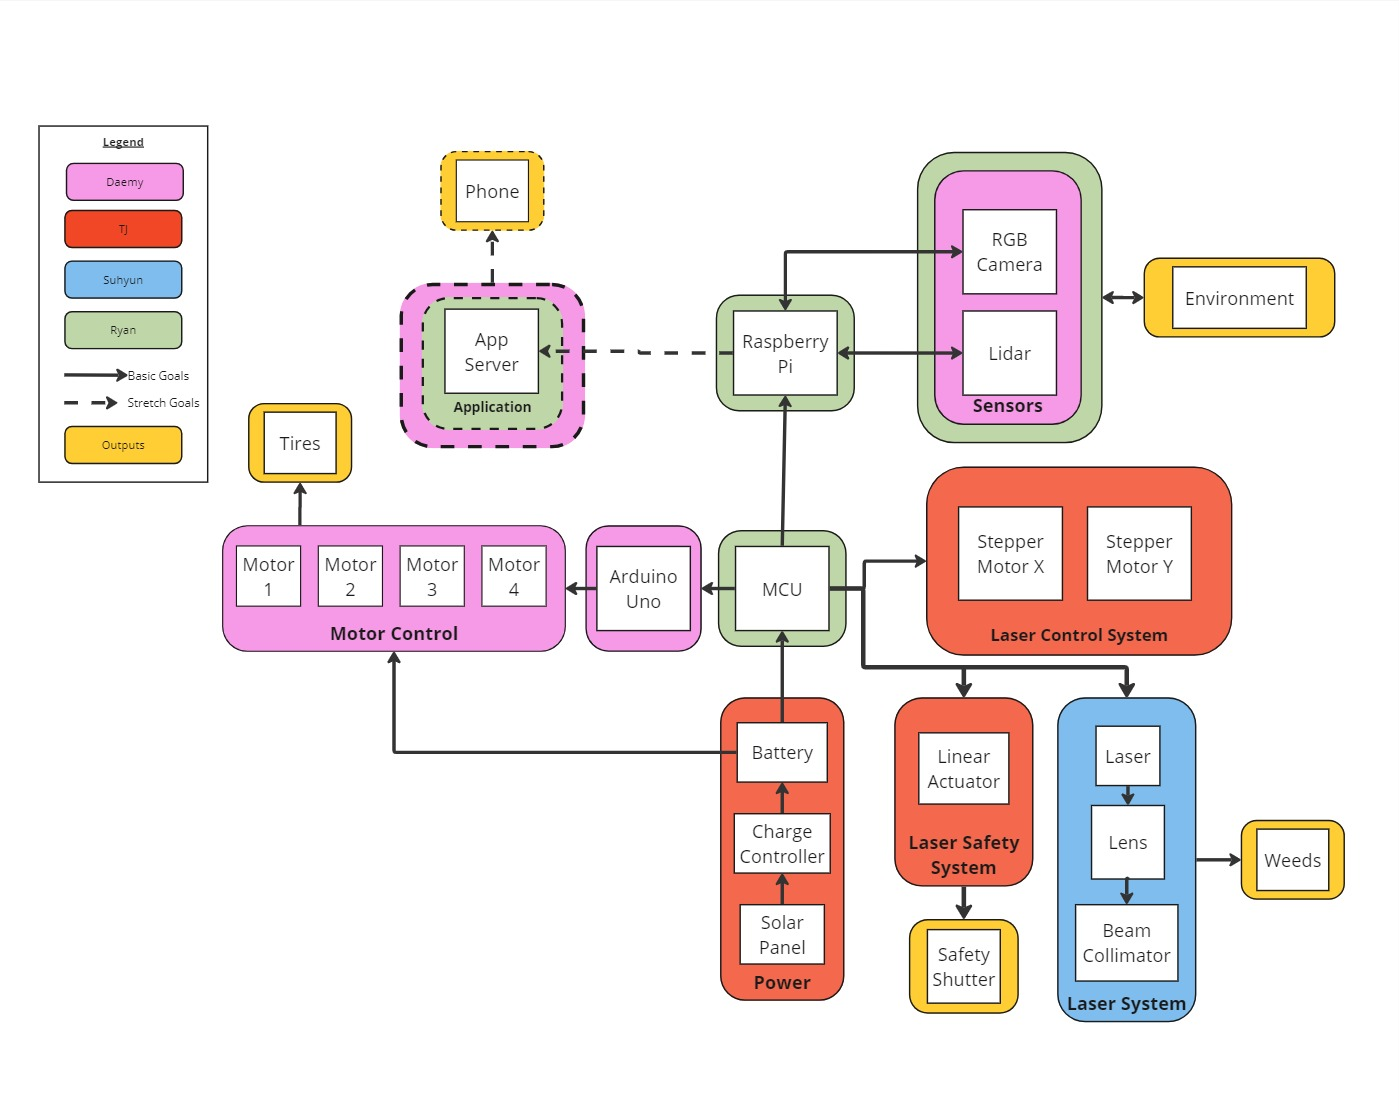 Legend
Daemy
TJ
Suhyun
Ryan
Basic Goals
Stretch Goals
Outputs
Phone
App
Server
Application
Raspberry
Pi
RGB
Camera
Lidar
Sensors
Environment
Tires
Motor
1
Motor
2
Motor
3
Motor
4
Motor Control
Arduino
Uno
MCU
Stepper
Motor X
Stepper
Motor Y
Laser Control System
Battery
Charge
Controller
Solar
Panel
Power
Linear
Actuator
Laser Safety
System
Safety
Shutter
Laser
Lens
Beam
Collimator
Laser System
Weeds